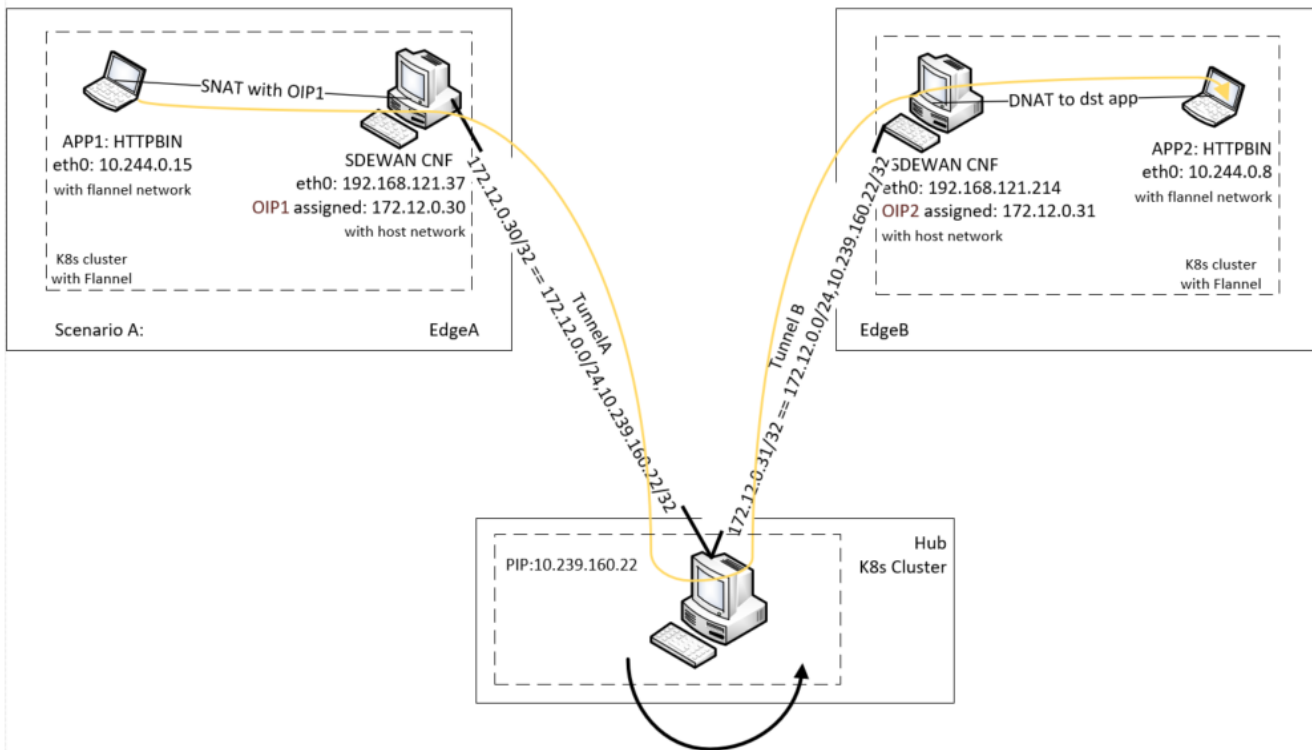 SNAT with OIP1
APP1: HTTPBIN
eth0: 10.244.0.15
with flannel network
SDEWAN CNF
eth0: 192.168.121.37
OIP1 assigned: 172.12.0.30
with host network
K8s cluster
with Flannel
Scenario A:
EdgeA
DNAT to dst app
SDEWAN CNF
eth0: 192.168.121.214
OIP2 assigned: 172.12.0.31
with host network
APP2: HTTPBIN
eth0: 10.244.0.8
with flannel network
K8s cluster
with Flannel
EdgeB
172.12.0.30/32 == 172.12.0.0/24,10.239.160.22/32
TunnelA
Tunnel B
172.12.0.31/32 == 172.12.0.0/24,10.239.160.22/32
Hub
K8s Cluster
PIP:10.239.160.22